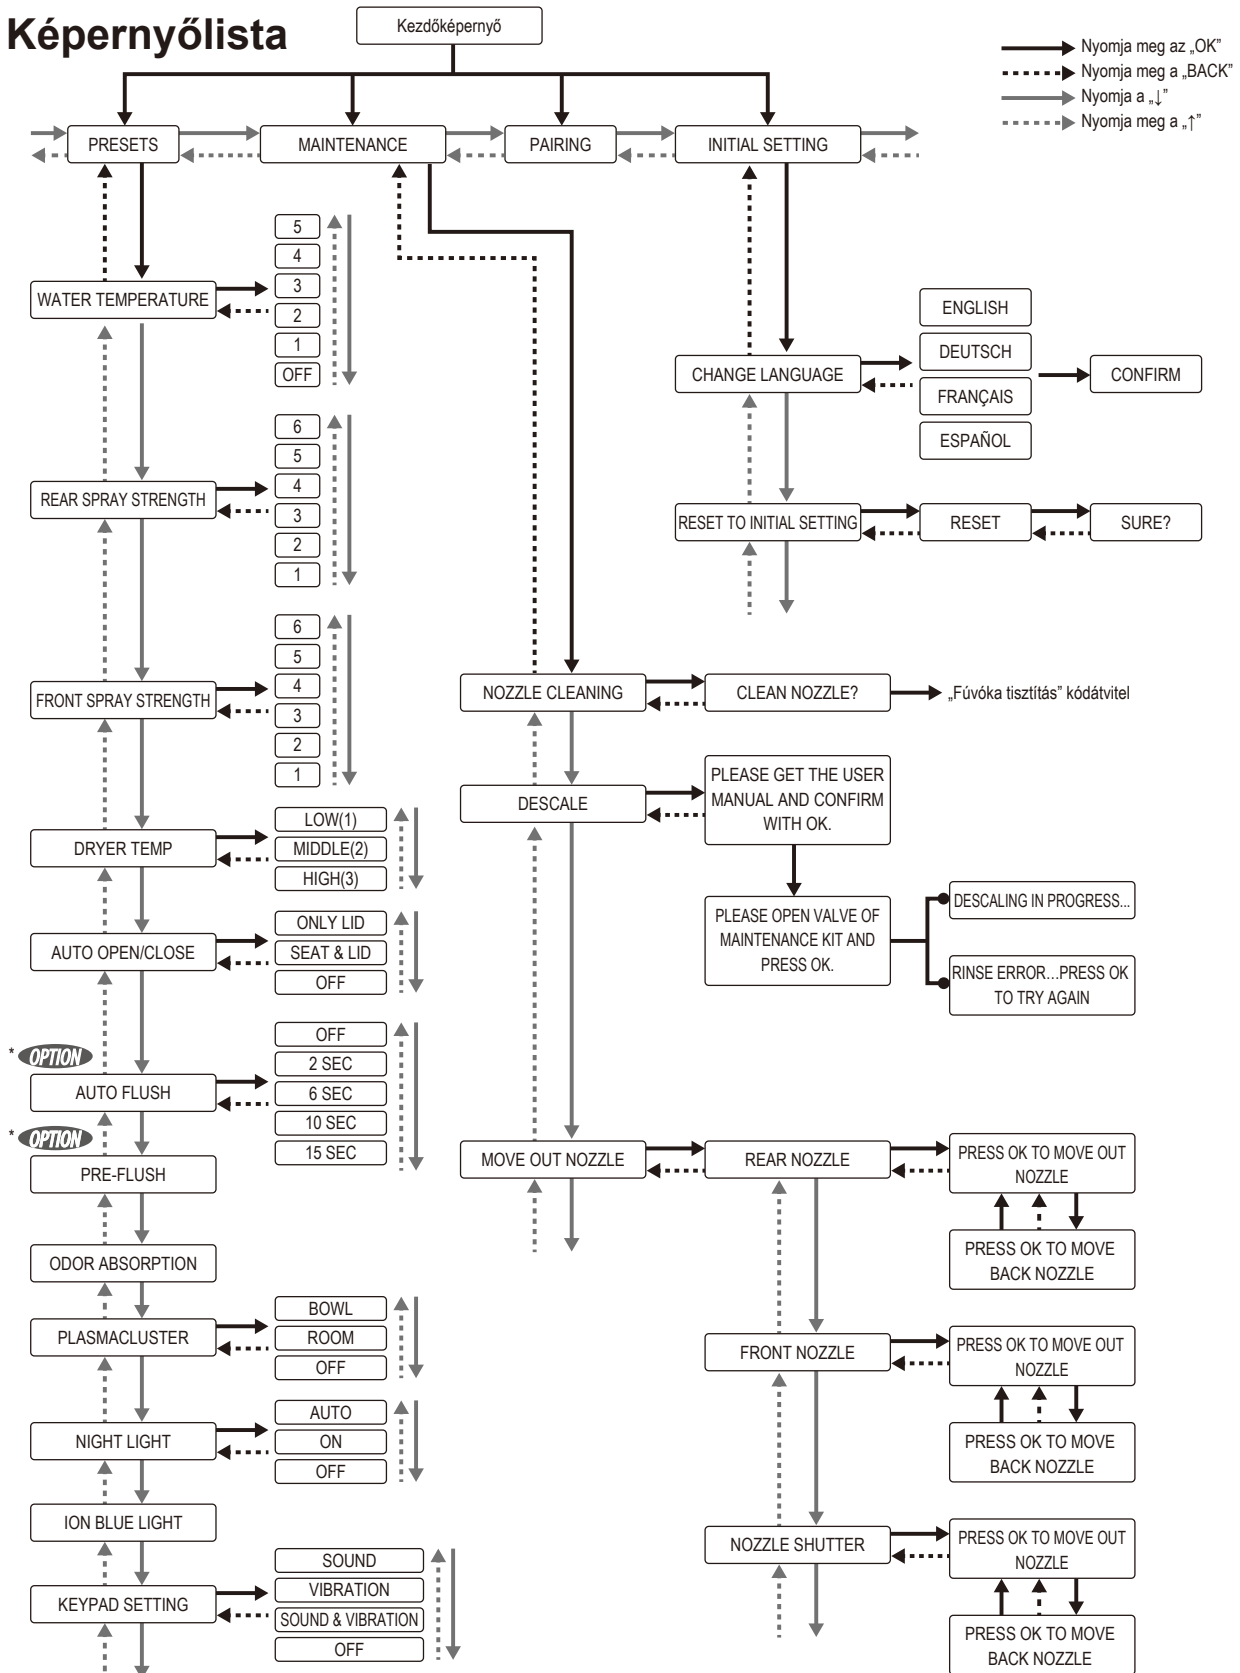 Képernyőlista
Kezdőképernyő
Nyomja meg az „OK”
Nyomja meg a „BACK”
Nyomja a „↓”
Nyomja meg a „↑”
PRESETS
MAINTENANCE
PAIRING
INITIAL SETTING
WATER TEMPERATURE
5
4
3
2
1
OFF
REAR SPRAY STRENGTH
6
5
4
3
2
1
FRONT SPRAY STRENGTH
6
5
4
3
2
1
DRYER TEMP
LOW(1)
MIDDLE(2)
HIGH(3)
AUTO OPEN/CLOSE
ONLY LID
SEAT & LID
OFF
* OPTION
AUTO FLUSH
OFF
2 SEC
6 SEC
10 SEC
15 SEC
* OPTION
PRE-FLUSH
ODOR ABSORPTION
PLASMACLUSTER
BOWL
ROOM
OFF
NIGHT LIGHT
AUTO
ON
OFF
ION BLUE LIGHT
KEYPAD SETTING
SOUND
VIBRATION
SOUND & VIBRATION
OFF
NOZZLE CLEANING
CLEAN NOZZLE?
„Fúvóka tisztítás” kódátvitel
DESCALE
PLEASE GET THE USER
MANUAL AND CONFIRM
WITH OK.
PLEASE OPEN VALVE OF
MAINTENANCE KIT AND
PRESS OK.
DESCALING IN PROGRESS...
RINSE ERROR...PRESS OK
TO TRY AGAIN
MOVE OUT NOZZLE
REAR NOZZLE
PRESS OK TO MOVE OUT
NOZZLE
PRESS OK TO MOVE
BACK NOZZLE
FRONT NOZZLE
PRESS OK TO MOVE OUT
NOZZLE
PRESS OK TO MOVE
BACK NOZZLE
NOZZLE SHUTTER
PRESS OK TO MOVE OUT
NOZZLE
PRESS OK TO MOVE
BACK NOZZLE
CHANGE LANGUAGE
ENGLISH
DEUTSCH
FRANÇAIS
ESPAÑOL
CONFIRM
RESET TO INITIAL SETTING
RESET
SURE?